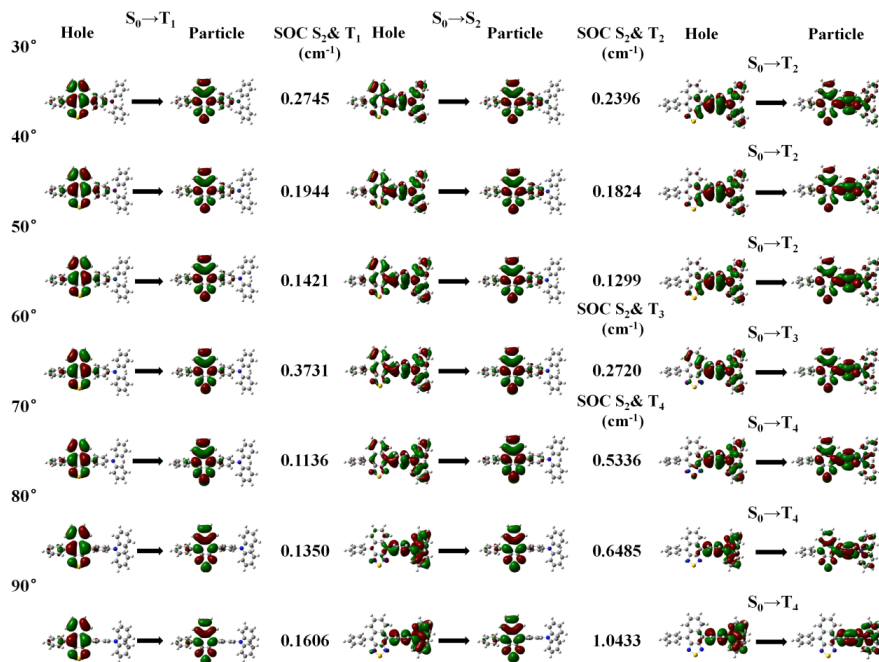 S₀→T₁ S₀→S₂
Hole Particle SOC S₂& T₁ (cm⁻¹) Hole Particle SOC S₂& T₂ (cm⁻¹) Hole Particle
30°
S₀→T₂
0.2745 0.2396
40°
S₀→T₂
0.1944 0.1824
50°
S₀→T₂
0.1421 0.1299
60°
SOC S₂& T₃
(cm⁻¹)
S₀→T₃
0.3731 0.2720
70°
SOC S₂& T₄
(cm⁻¹)
S₀→T₄
0.1136 0.5336
80°
S₀→T₄
0.1350 0.6485
90°
S₀→T₄
0.1606 1.0433